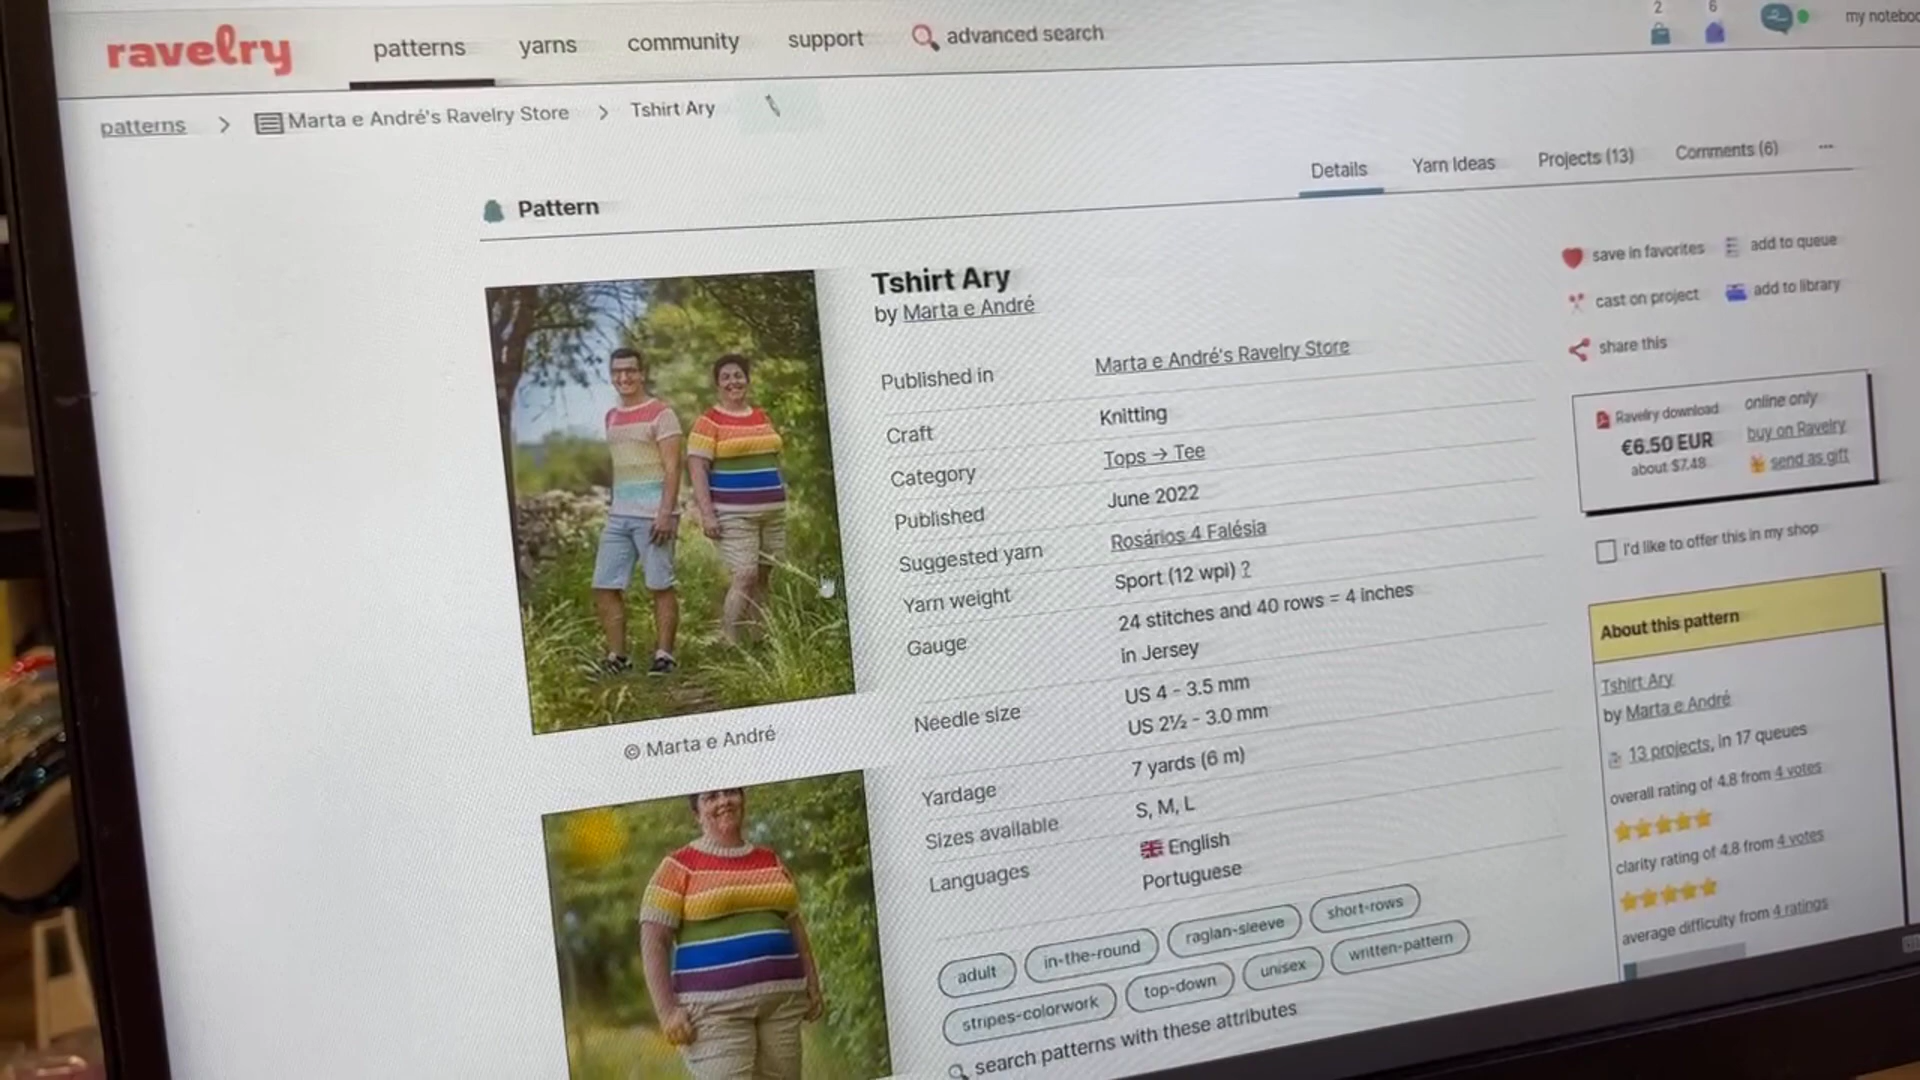 ravelry
patterns
yarns
community
support
advanced search
2
6
my noteboo
patterns > Marta e André's Ravelry Store > Tshirt Ary
Details
Yarn Ideas
Projects (13)
Comments (6)
...
Pattern
Tshirt Ary
by Marta e André
Published in Marta e André's Ravelry Store
Craft Knitting
Category Tops → Tee
Published June 2022
Suggested yarn Rosários 4 Falésia
Yarn weight Sport (12 wpi) ?
Gauge 24 stitches and 40 rows = 4 inches
in Jersey
Needle size US 4 - 3.5 mm
US 2½ - 3.0 mm
Yardage 7 yards (6 m)
Sizes available S, M, L
Languages English
Portuguese
adult in-the-round raglan-sleeve short-rows
stripes-colorwork top-down unisex written-pattern
search patterns with these attributes
© Marta e André
save in favorites add to queue
cast on project add to library
share this
Ravelry download online only
€6.50 EUR buy on Ravelry
about $7.48 send as gift
I'd like to offer this in my shop
About this pattern
Tshirt Ary
by Marta e André
13 projects, in 17 queues
overall rating of 4.8 from 4 votes
clarity rating of 4.8 from 4 votes
average difficulty from 4 ratings